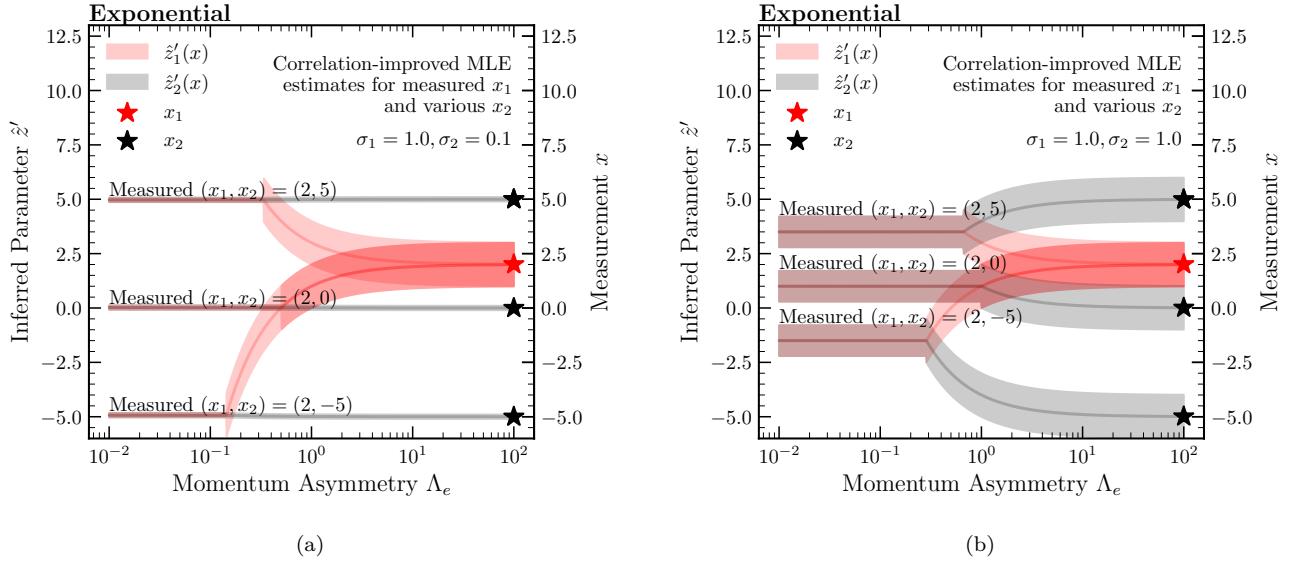 Exponential
12.5
10.0
7.5
5.0
2.5
0.0
−2.5
−5.0
Inferred Parameter ẑ′
ẑ′₁(x)
ẑ′₂(x)
x₁
x₂
Correlation-improved MLE
estimates for measured x₁
and various x₂
σ₁ = 1.0, σ₂ = 0.1
Measured (x₁, x₂) = (2, 5)
Measured (x₁, x₂) = (2, 0)
Measured (x₁, x₂) = (2, −5)
12.5
10.0
7.5
5.0
2.5
0.0
−2.5
−5.0
Measurement x
10⁻² 10⁻¹ 10⁰ 10¹ 10²
Momentum Asymmetry Λₑ
(a)
Exponential
12.5
10.0
7.5
5.0
2.5
0.0
−2.5
−5.0
Inferred Parameter ẑ′
ẑ′₁(x)
ẑ′₂(x)
x₁
x₂
Correlation-improved MLE
estimates for measured x₁
and various x₂
σ₁ = 1.0, σ₂ = 1.0
Measured (x₁, x₂) = (2, 5)
Measured (x₁, x₂) = (2, 0)
Measured (x₁, x₂) = (2, −5)
12.5
10.0
7.5
5.0
2.5
0.0
−2.5
−5.0
Measurement x
10⁻² 10⁻¹ 10⁰ 10¹ 10²
Momentum Asymmetry Λₑ
(b)